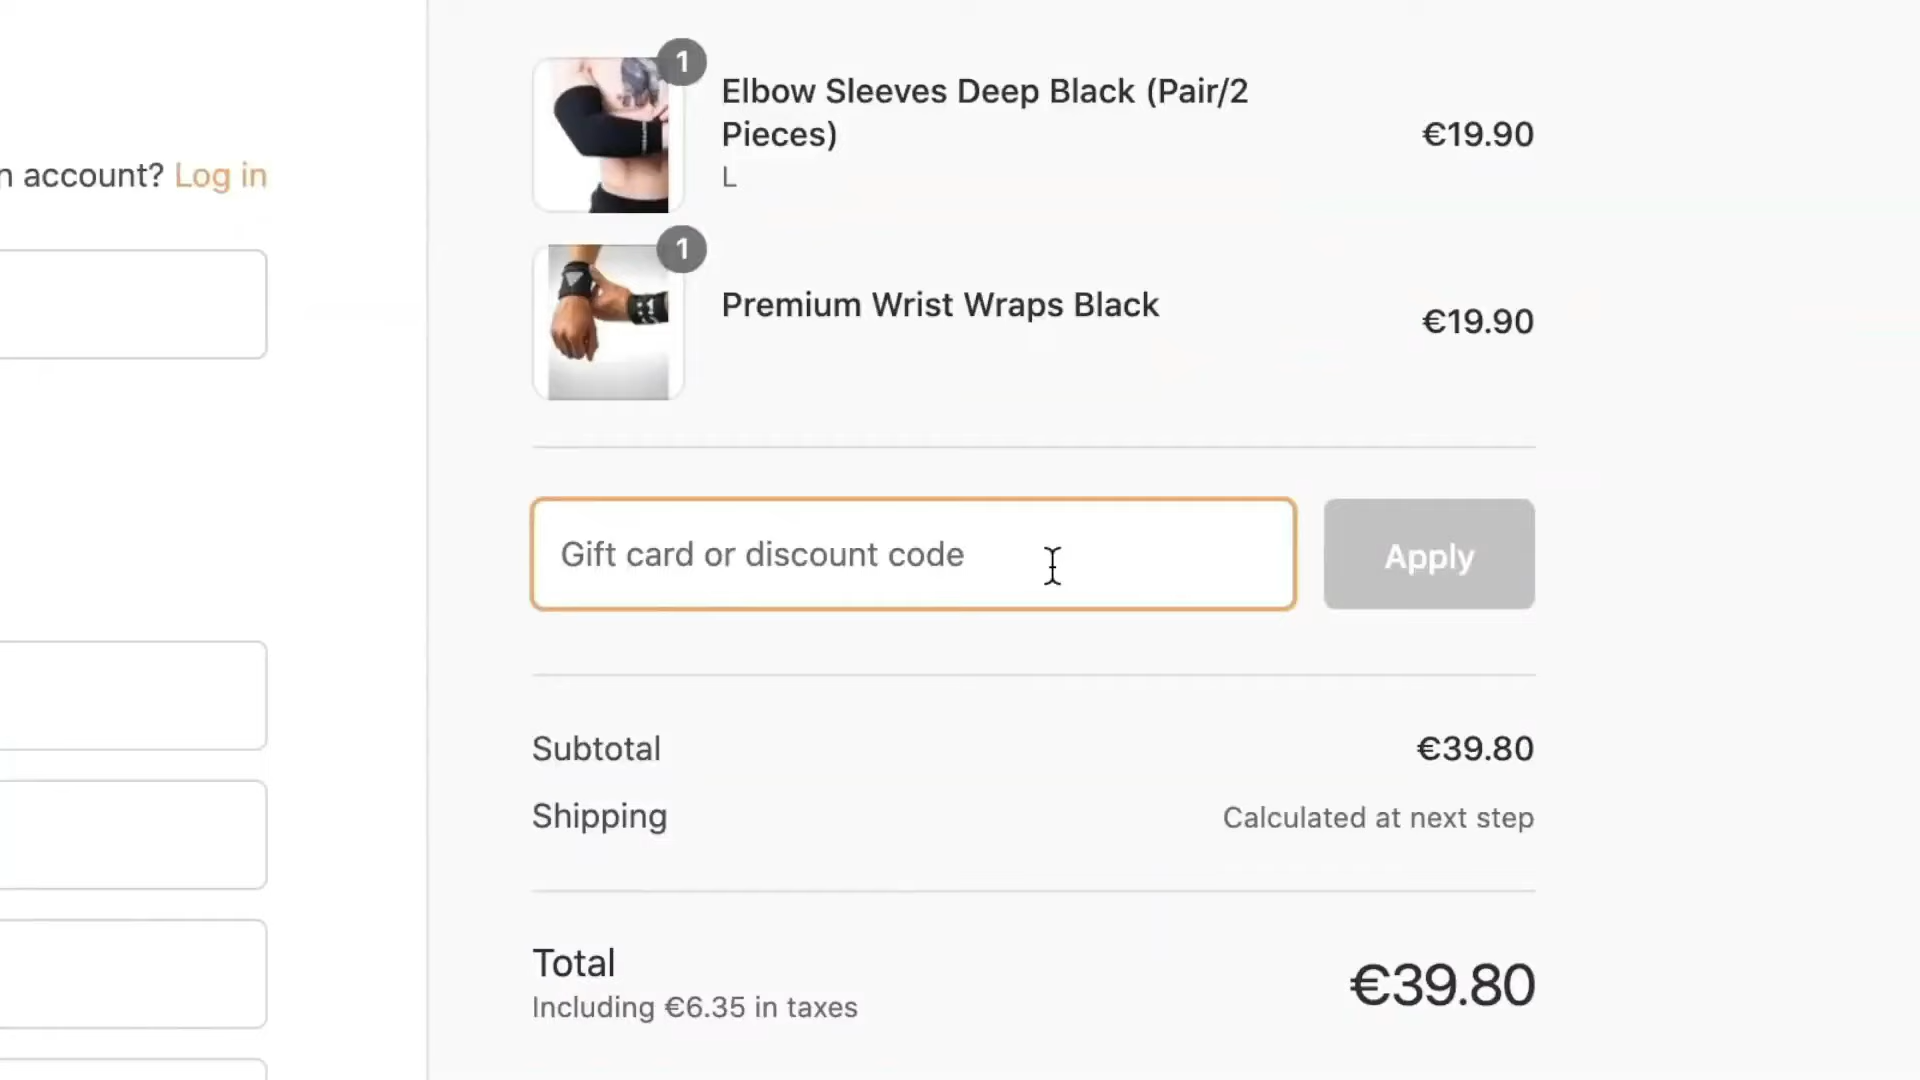 1
Elbow Sleeves Deep Black (Pair/2
Pieces)
L
€19.90
n account? Log in
1
Premium Wrist Wraps Black
€19.90
Gift card or discount code
Apply
Subtotal
€39.80
Shipping
Calculated at next step
Total
Including €6.35 in taxes
€39.80